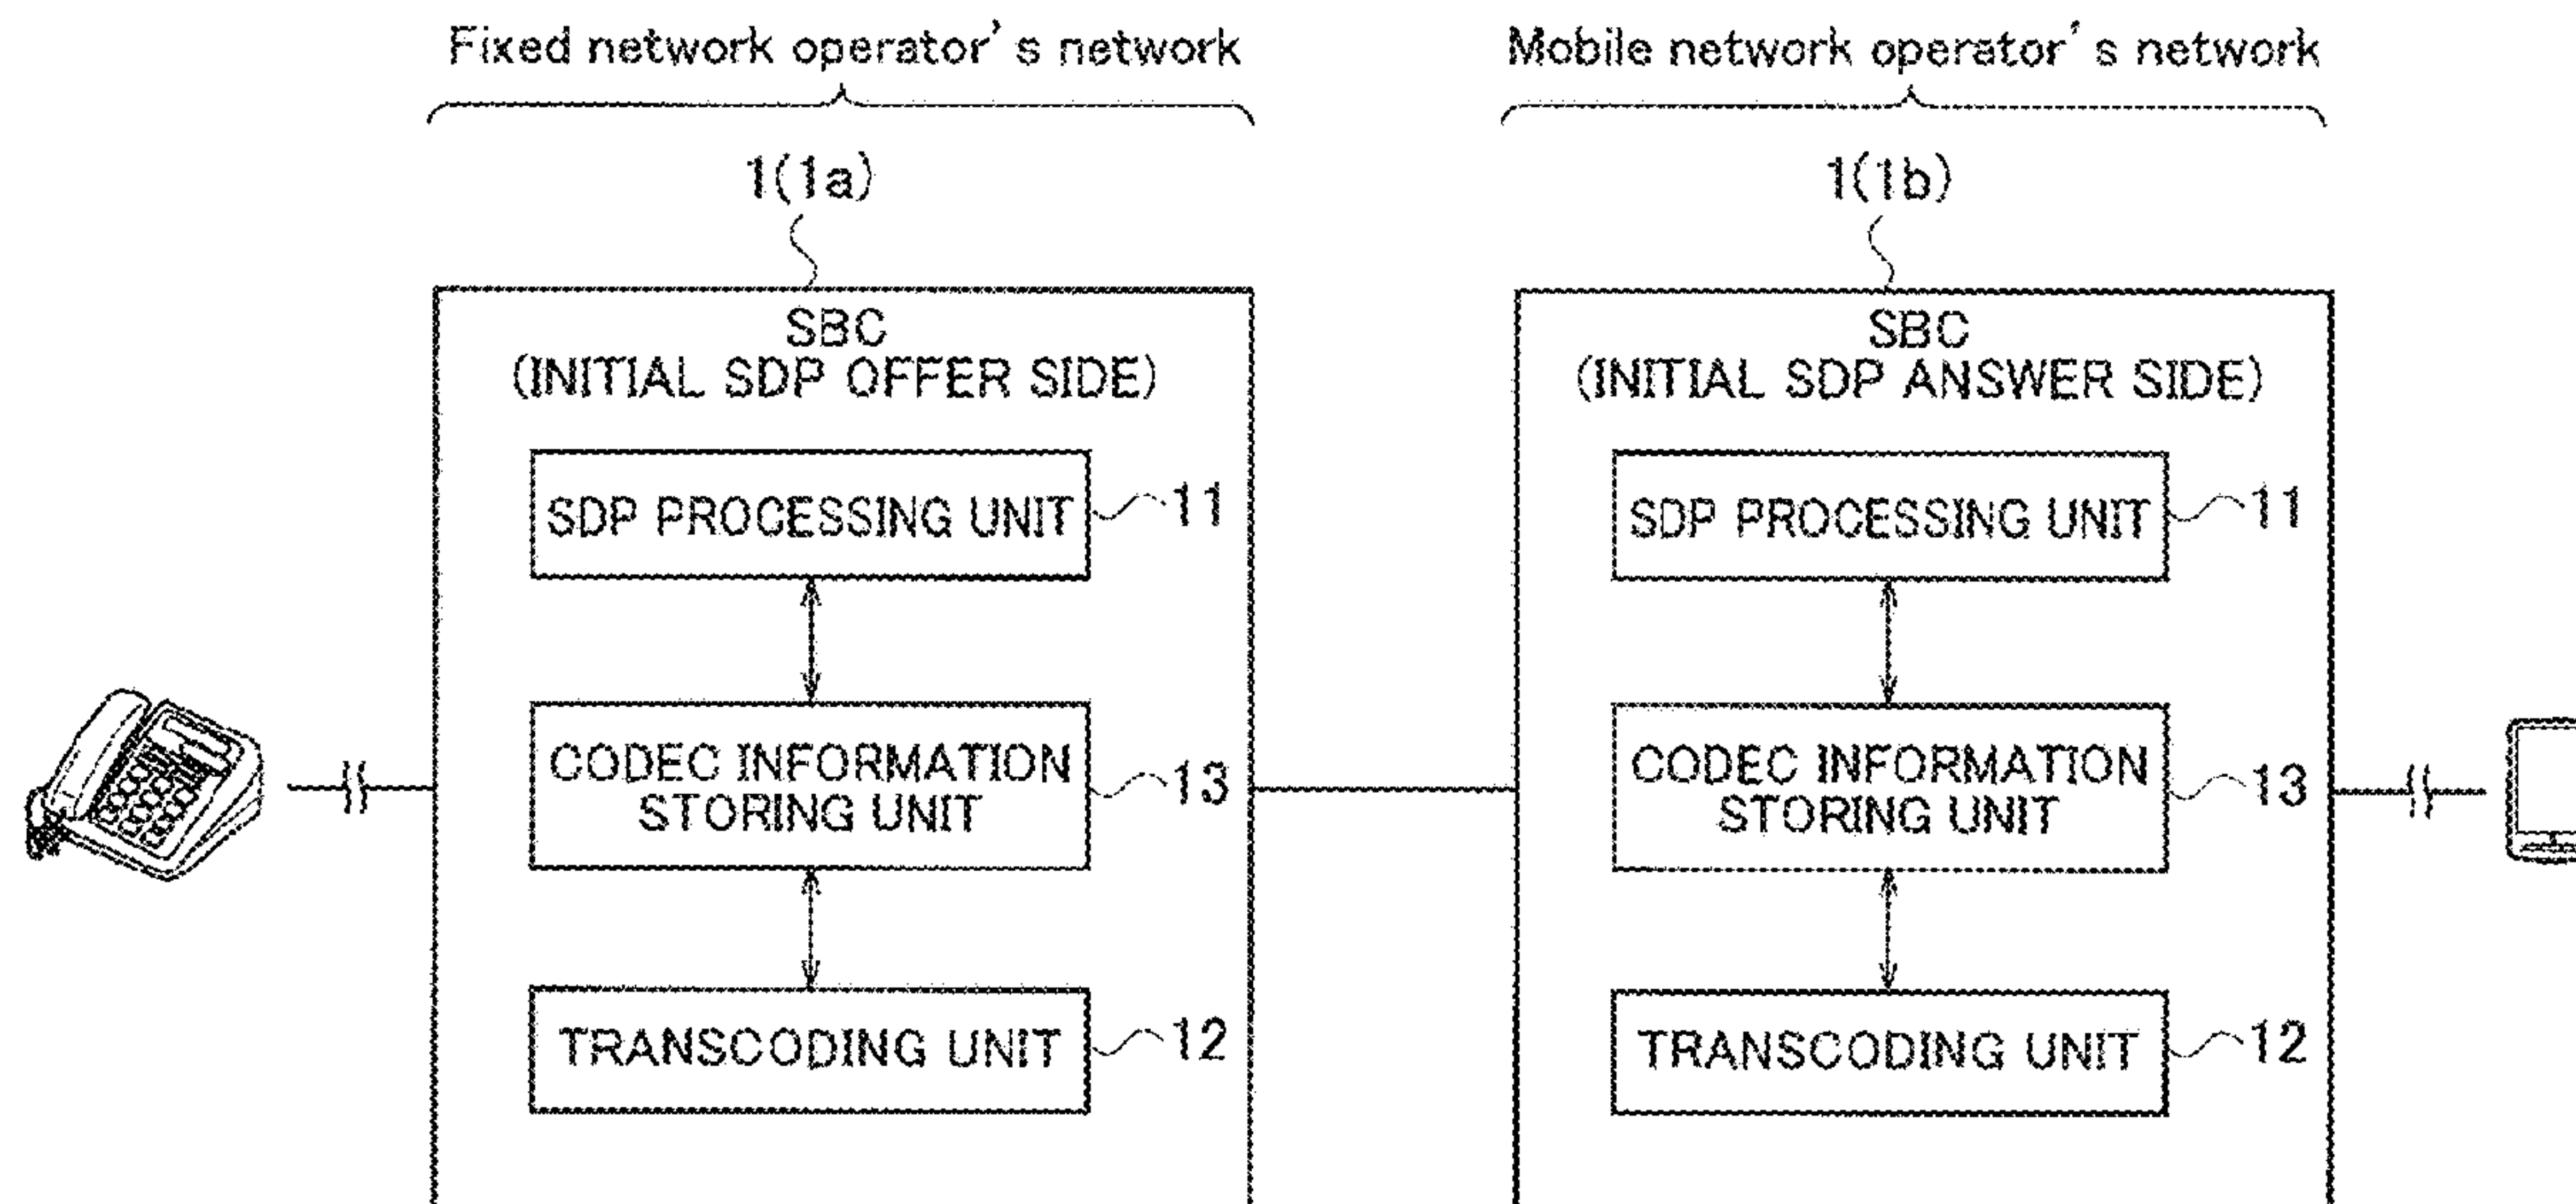 Fixed network operator's network
Mobile network operator's network
1(1a)
1(1b)
SBC
(INITIAL SDP OFFER SIDE)
SDP PROCESSING UNIT
11
CODEC INFORMATION
STORING UNIT
13
TRANSCODING UNIT
12
SBC
(INITIAL SDP ANSWER SIDE)
SDP PROCESSING UNIT
11
CODEC INFORMATION
STORING UNIT
13
TRANSCODING UNIT
12